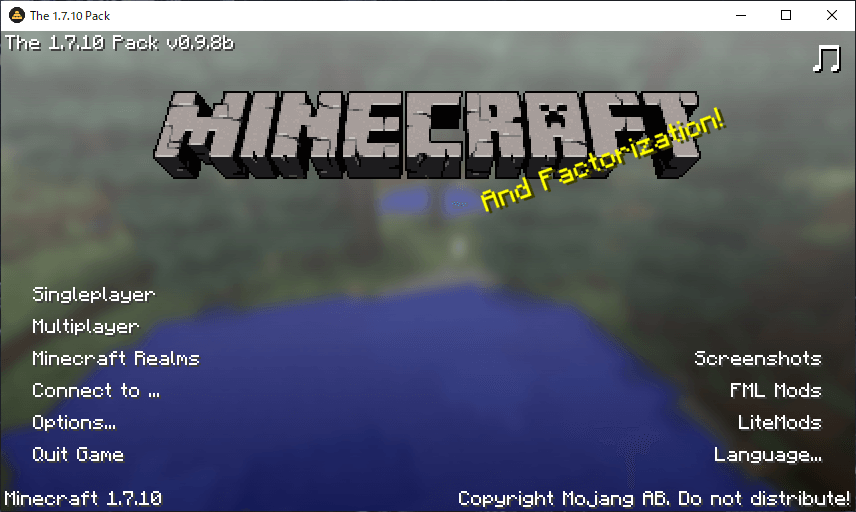 The 1.7.10 Pack
The 1.7.10 Pack v0.9.8b
MINECRAFT
And Factorization!
Singleplayer
Multiplayer
Minecraft Realms
Screenshots
Connect to ...
FML Mods
Options...
LiteMods
Quit Game
Language...
Minecraft 1.7.10
Copyright Mojang AB. Do not distribute!